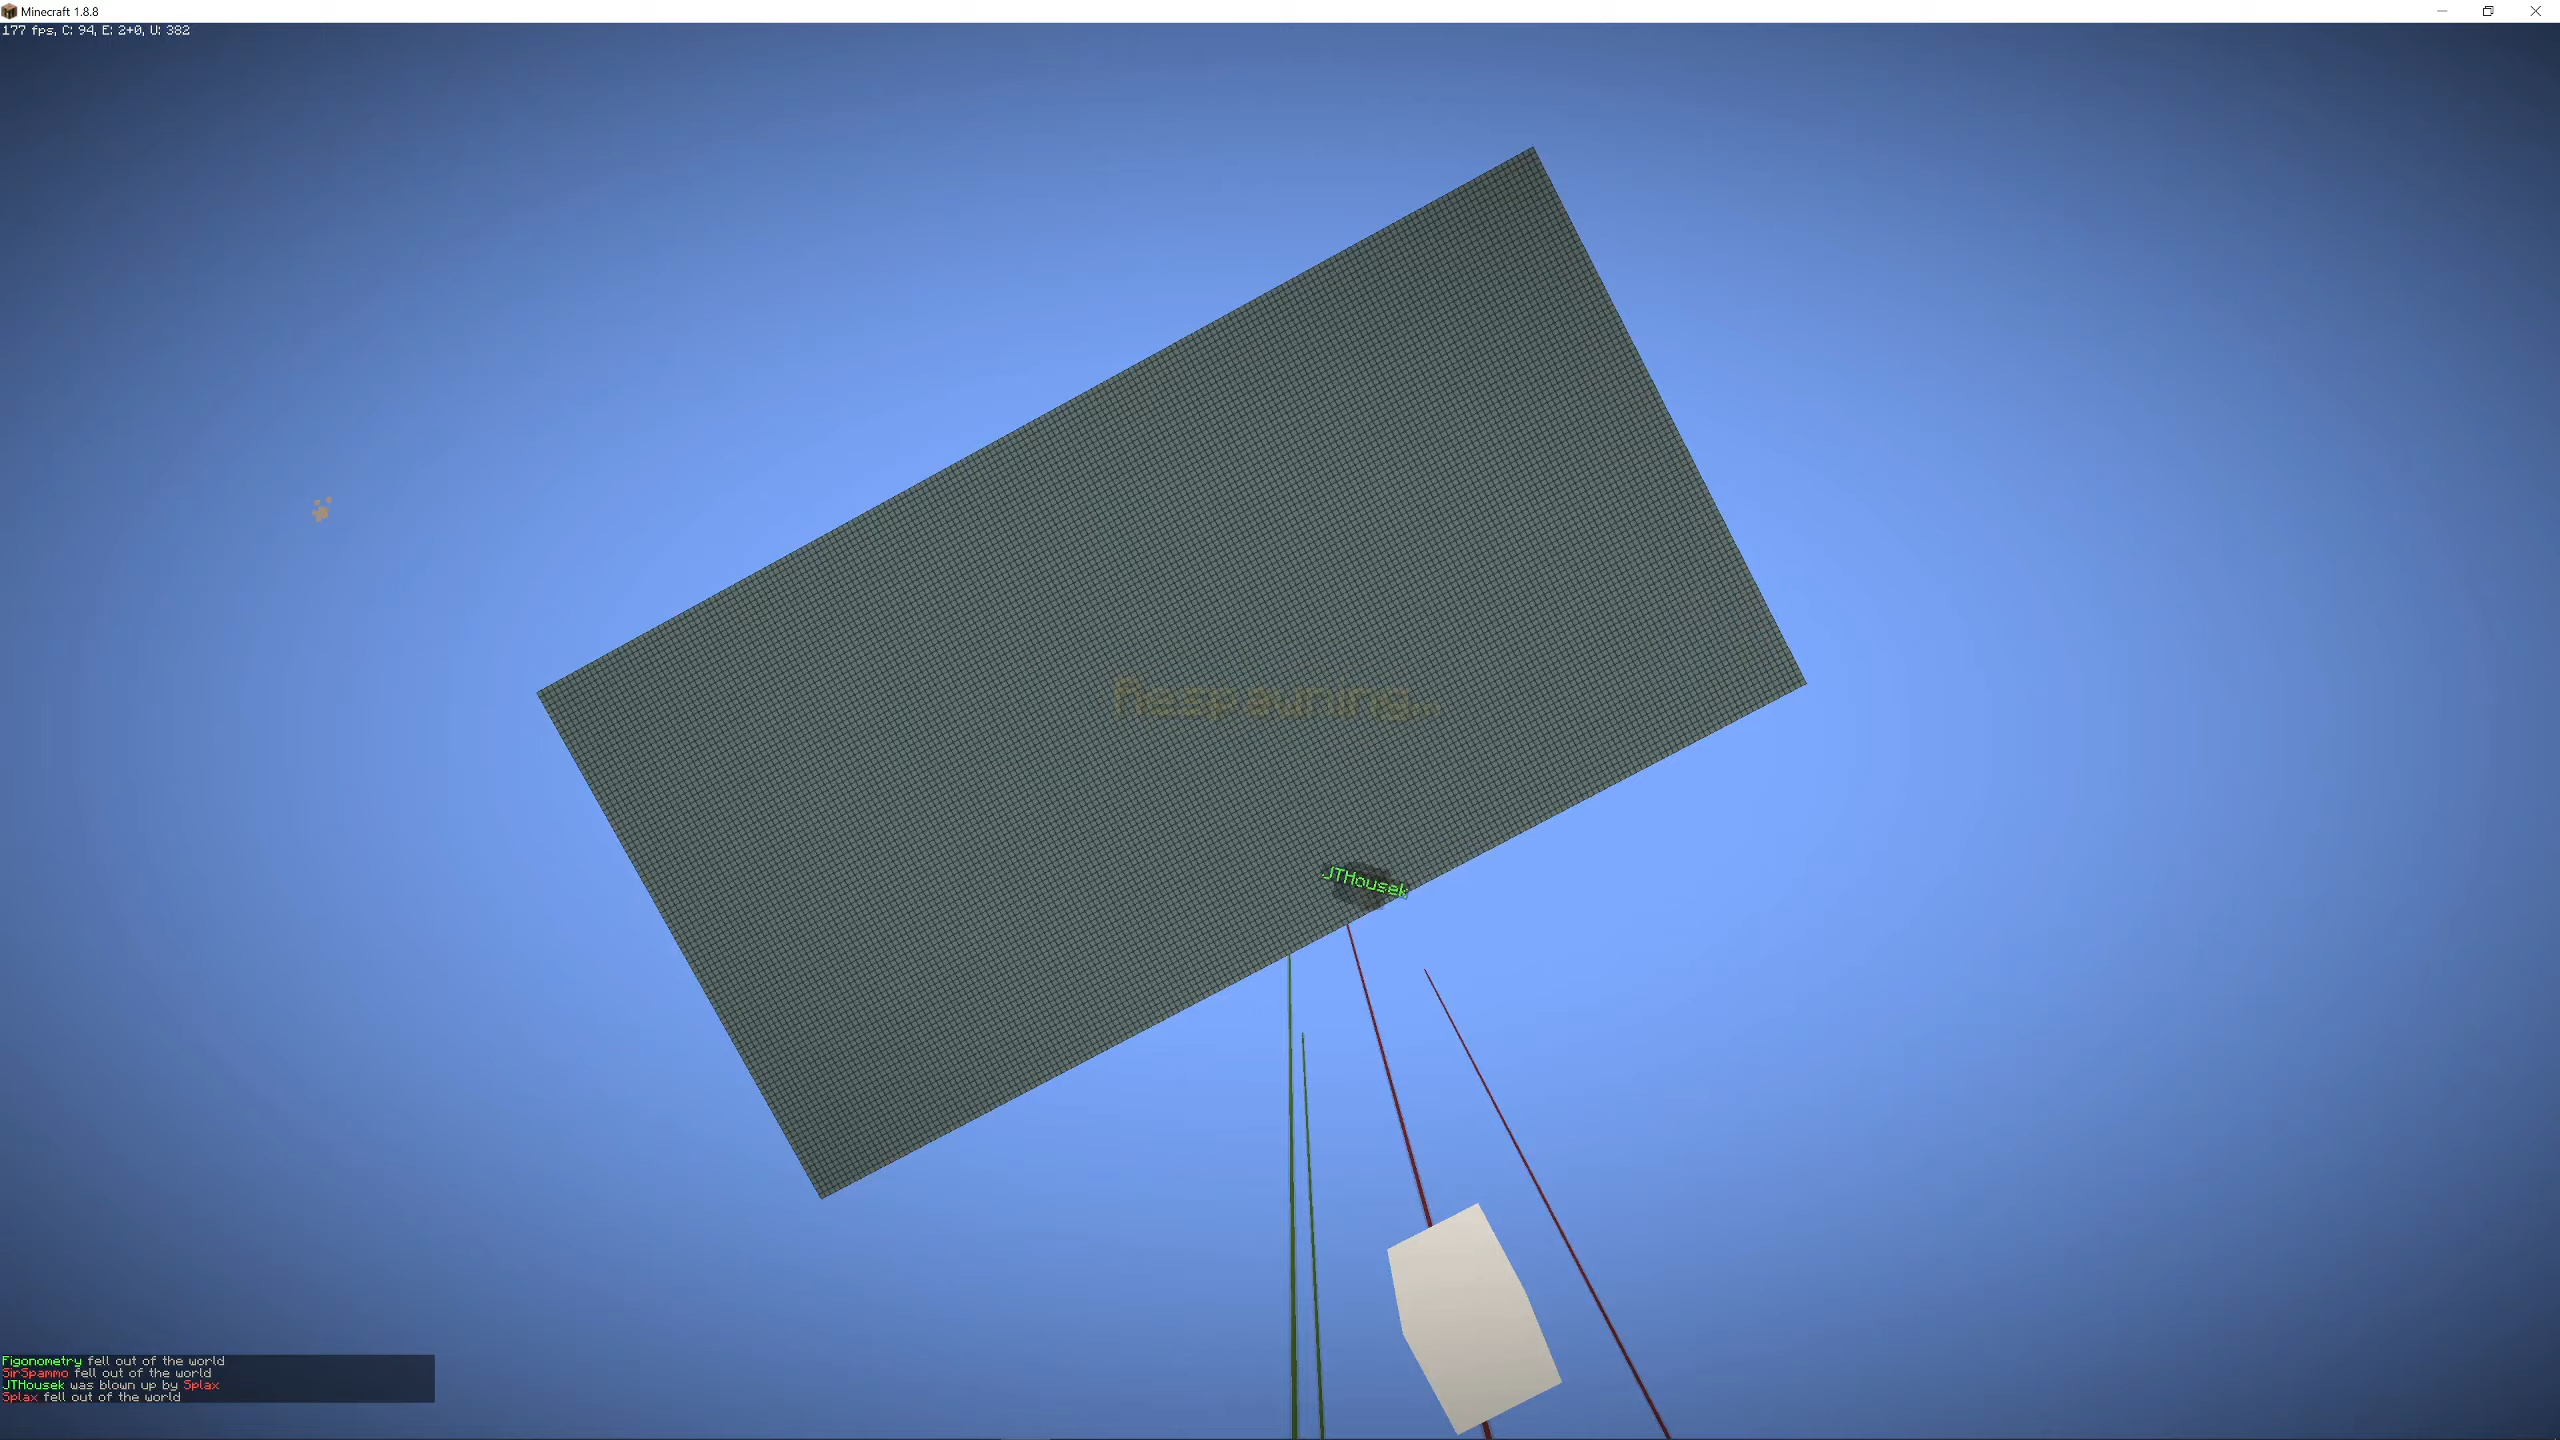 Minecraft 1.8.8
177 fps, C: 94, E: 2+0, U: 382
Respawning...
JTHousek
Figonometry fell out of the world
SirSpammo fell out of the world
JTHousek was blown up by Splax
Splax fell out of the world